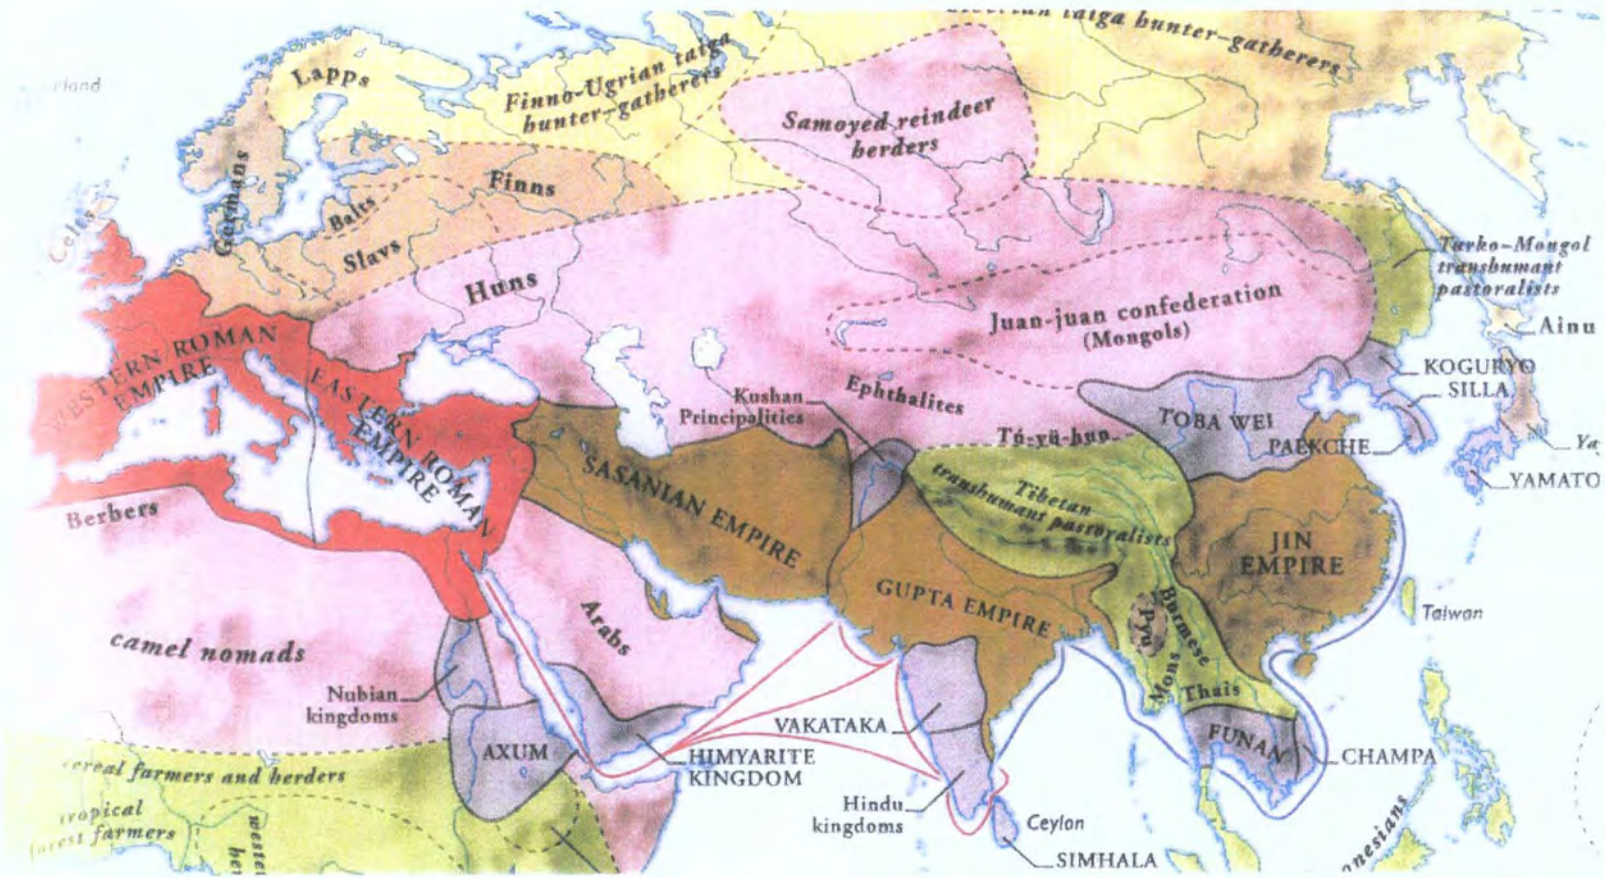 taiga hunter-gatherers
Lapps
Finno-Ugrian taiga
hunter-gatherers
Samoyed reindeer
herders
Germans
Celts
Finns
Balts
Slavs
Huns
Turko-Mongol
transhumant
pastoralists
Juan-juan confederation
(Mongols)
Ainu
WESTERN ROMAN
EMPIRE
EASTERN ROMAN
EMPIRE
ROMAN
KOGURYO
SILLA
Kushan
Principalities
Ephthalites
TOBA WEI
PAEKCHE
YAMATO
SASANIAN EMPIRE
Tibetan
transhumant pastoralists
JIN
EMPIRE
Berbers
GUPTA EMPIRE
Arabs
Pyu
Burmese
Mons
Thais
Taiwan
camel nomads
Nubian
kingdoms
AXUM
HIMYARITE
KINGDOM
VAKATAKA
FUNAN
CHAMPA
cereal farmers and herders
tropical
forest farmers
Hindu
kingdoms
Ceylon
SIMHALA